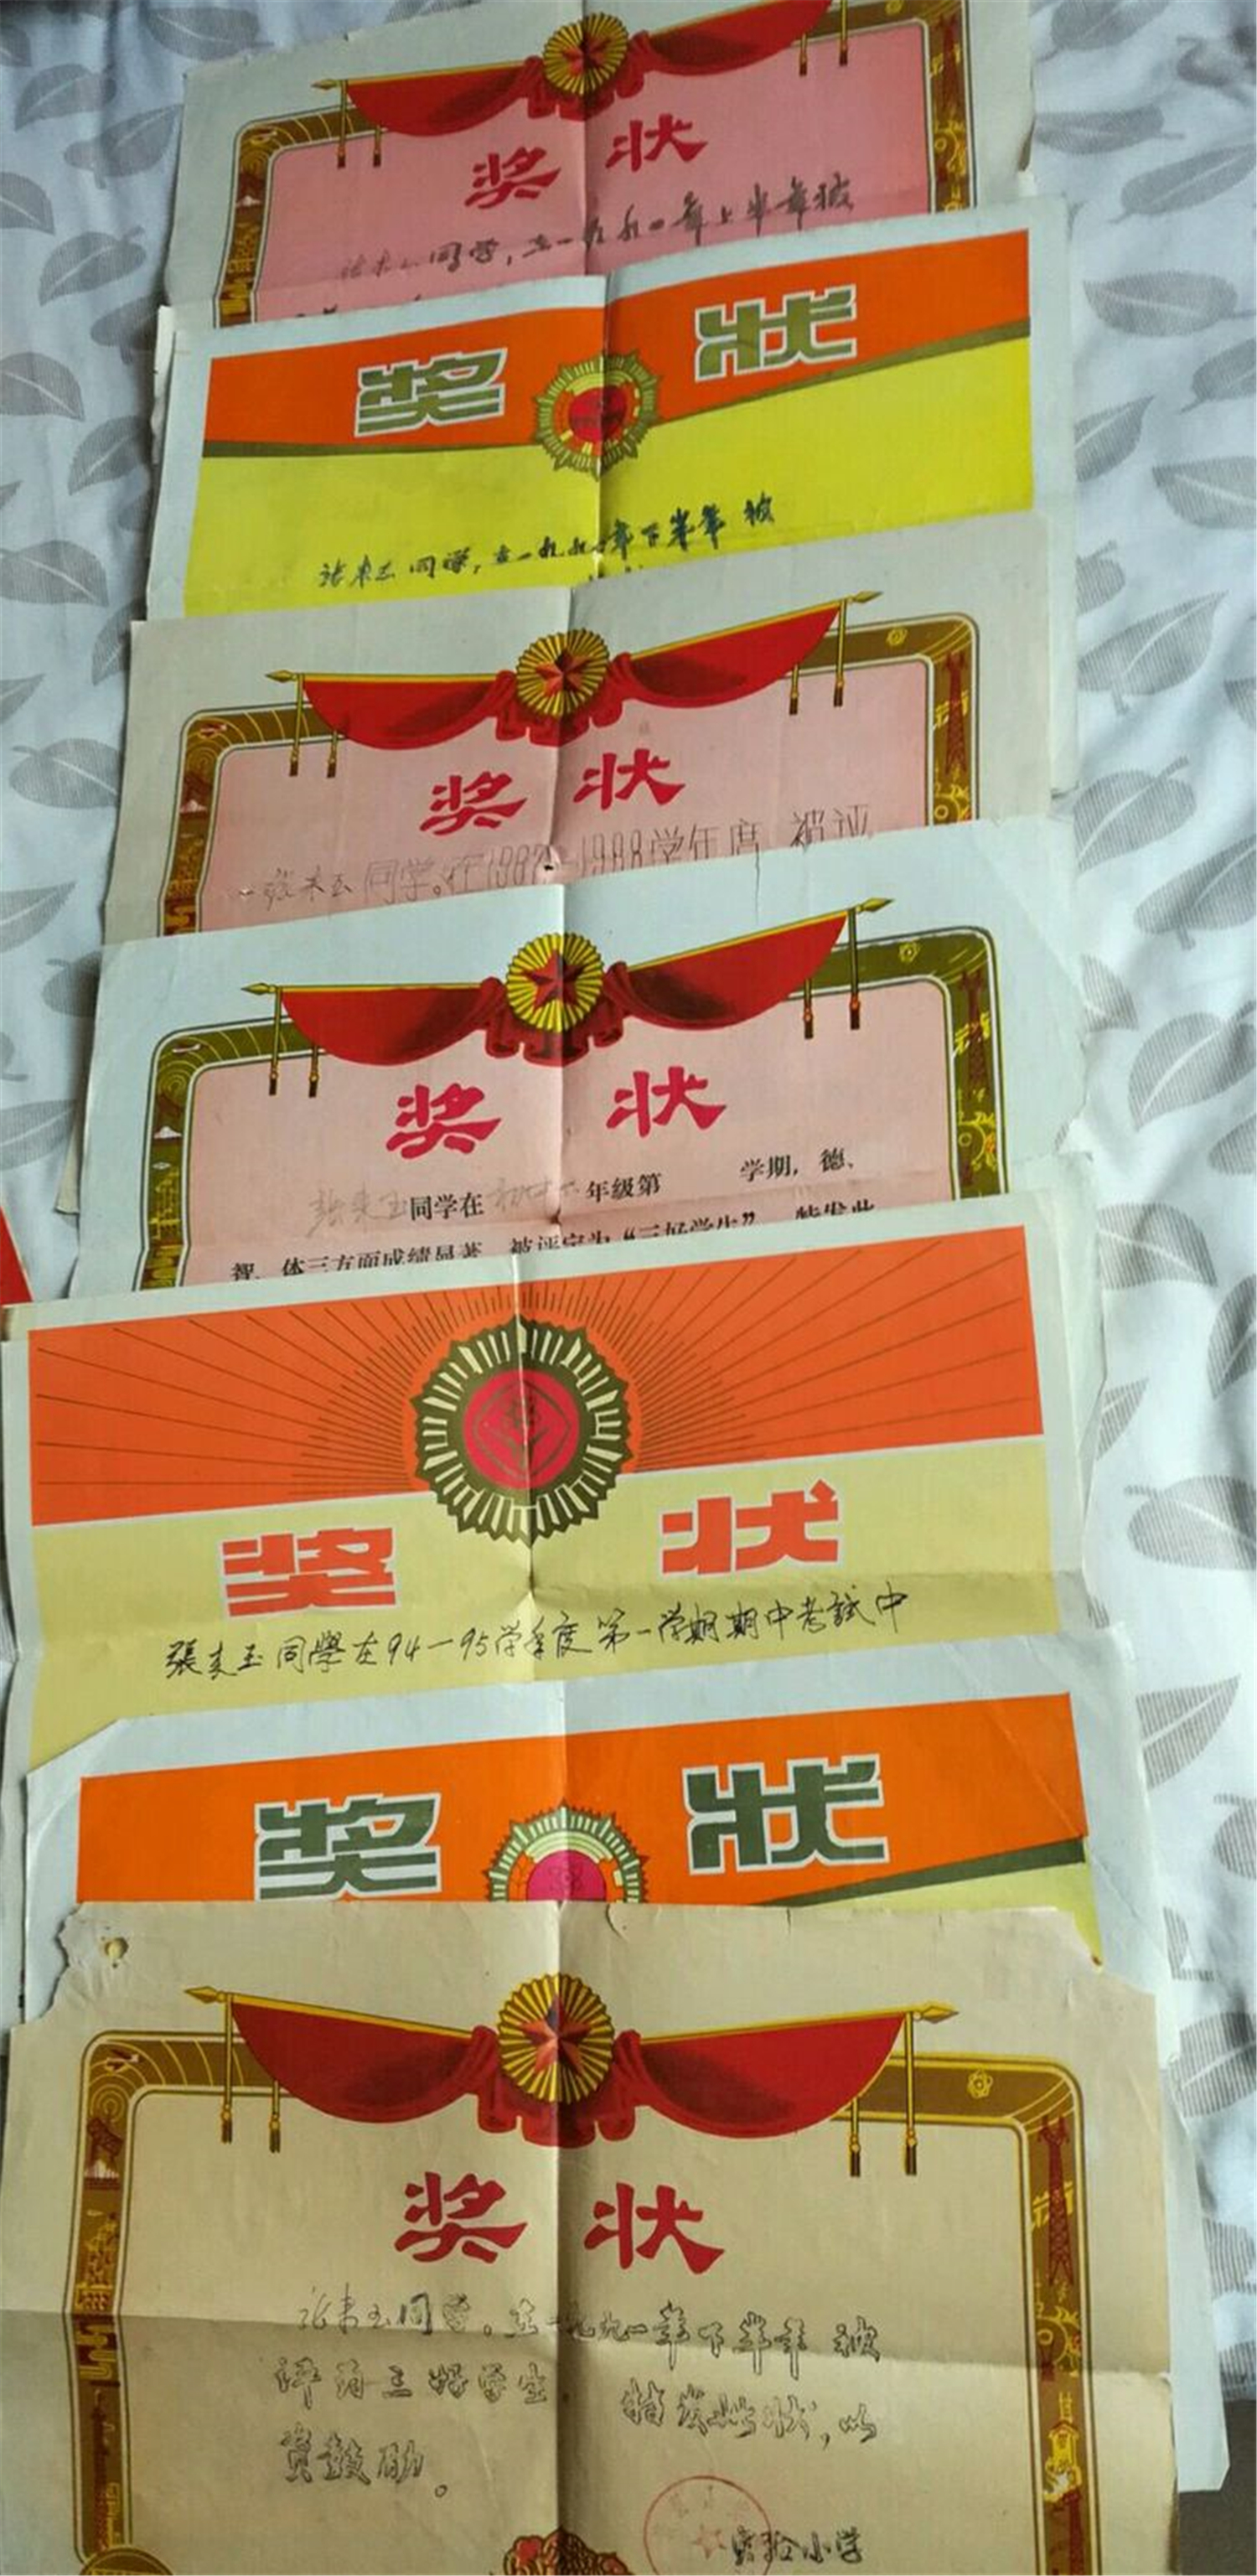 奖状
同学，在一九九〇年上半年被
奖状
张来玉同学，在一九九〇年下半年被
奖状
张来玉同学。在1987-1988学年度 被评
奖状
张来玉同学在 年级第 学期，德、
智、体三方面成绩显著，被评定为“三好学生”，特发此
奖状
張来玉同學在94-95学年度第一学期期中考試中
奖状
奖状
张来玉同学。在一九九一年下半年被
评为三好学生 特发此状，以
资鼓励。
实验小学